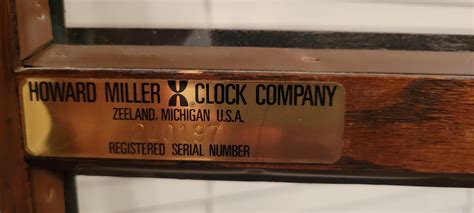 HOWARD MILLER CLOCK COMPANY
ZEELAND, MICHIGAN U.S.A.
REGISTERED SERIAL NUMBER